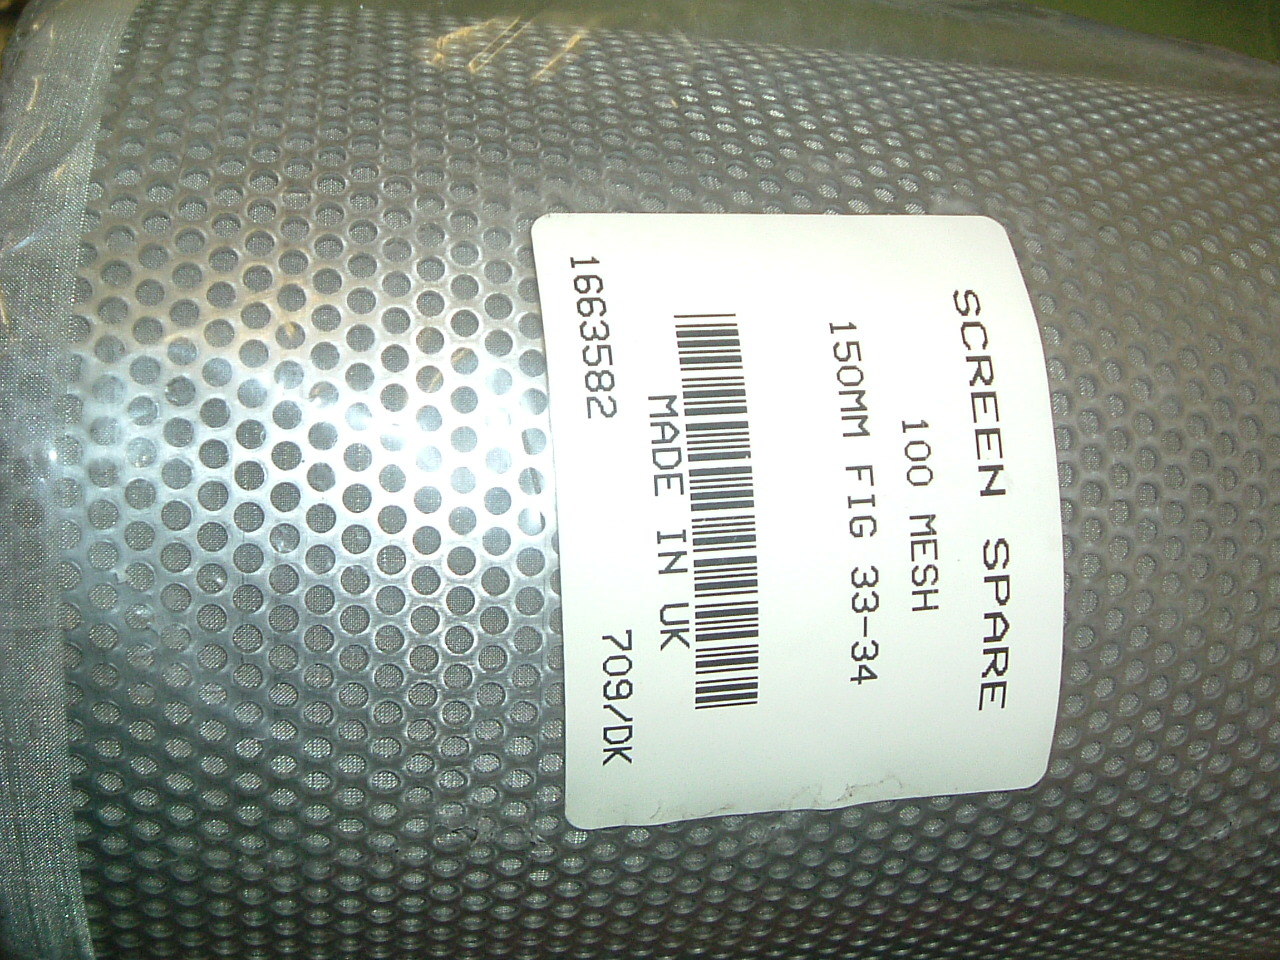 SCREEN SPARE
100 MESH
150MM FIG 33-34
MADE IN UK
1663582 709/DK